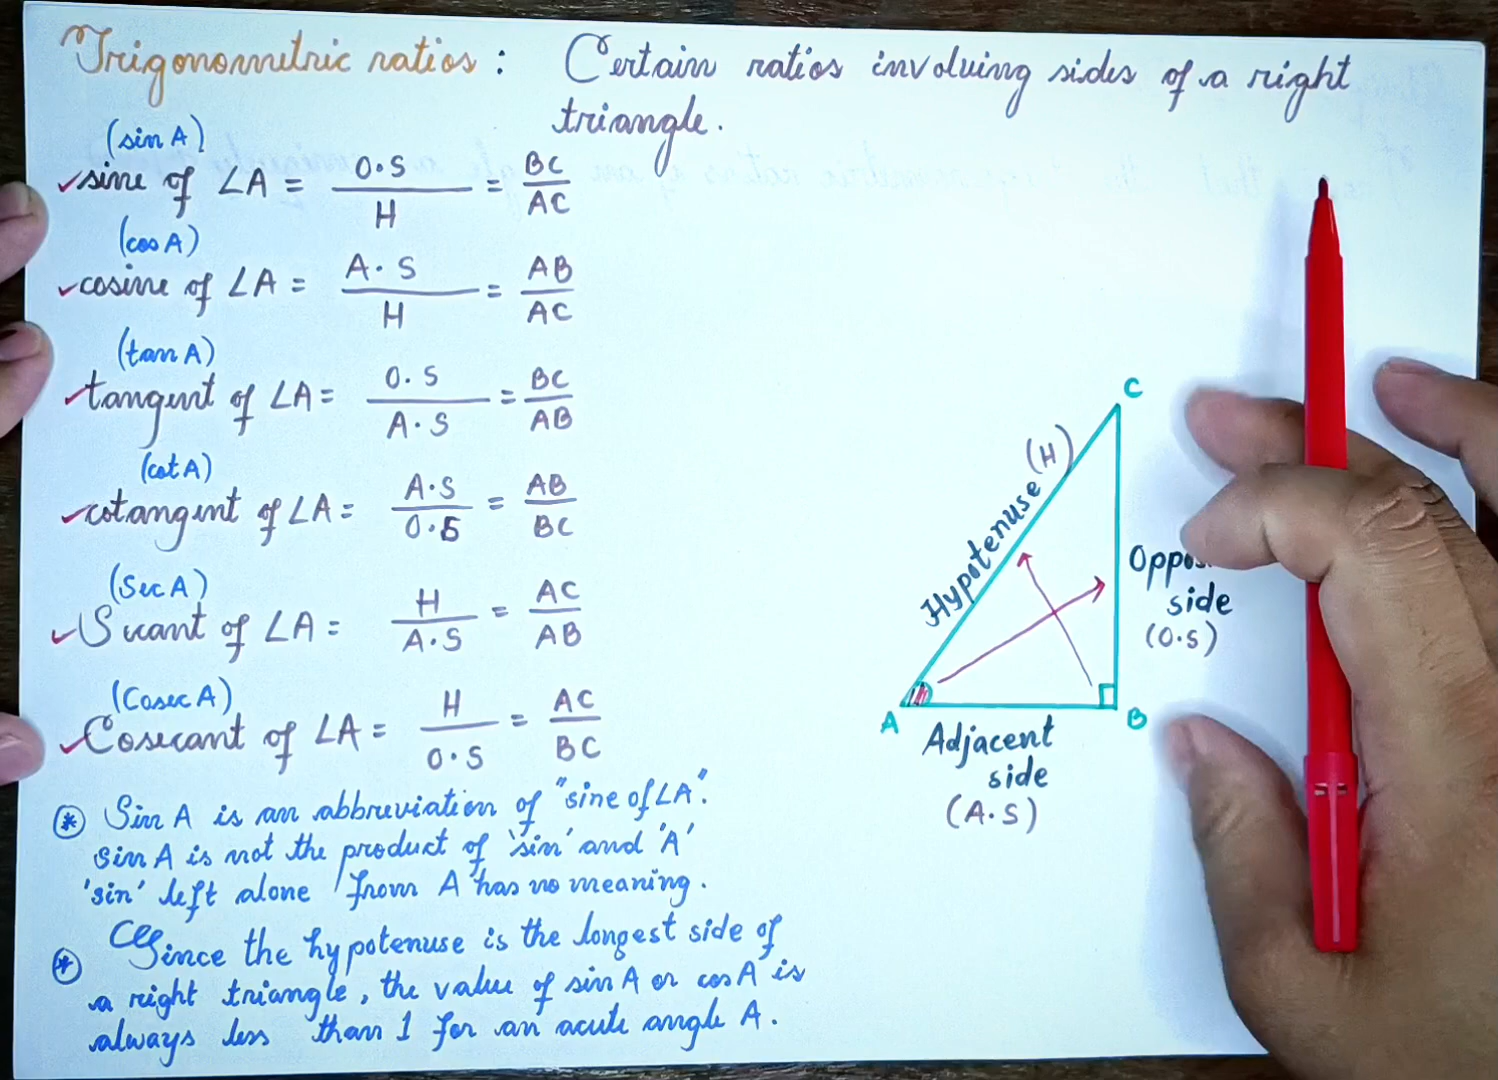 Trigonometric ratios : Certain ratios involving sides of a right
triangle.
(sin A)
sine of ∠A = O.S / H = BC / AC
(cos A)
cosine of ∠A = A.S / H = AB / AC
(tan A)
tangent of ∠A = O.S / A.S = BC / AB
(cot A)
cotangent of ∠A = A.S / O.S = AB / BC
(Sec A)
Secant of ∠A = H / A.S = AC / AB
(Cosec A)
Cosecant of ∠A = H / O.S = AC / BC
* Sin A is an abbreviation of "sine of ∠A".
sin A is not the product of 'sin' and 'A'
'sin' left alone from A has no meaning.
* Since the hypotenuse is the longest side of
a right triangle, the value of sin A or cos A is
always less than 1 for an acute angle A.
C
Hypotenuse (H)
Oppos
side
(O.S)
A
B
Adjacent
side
(A.S)